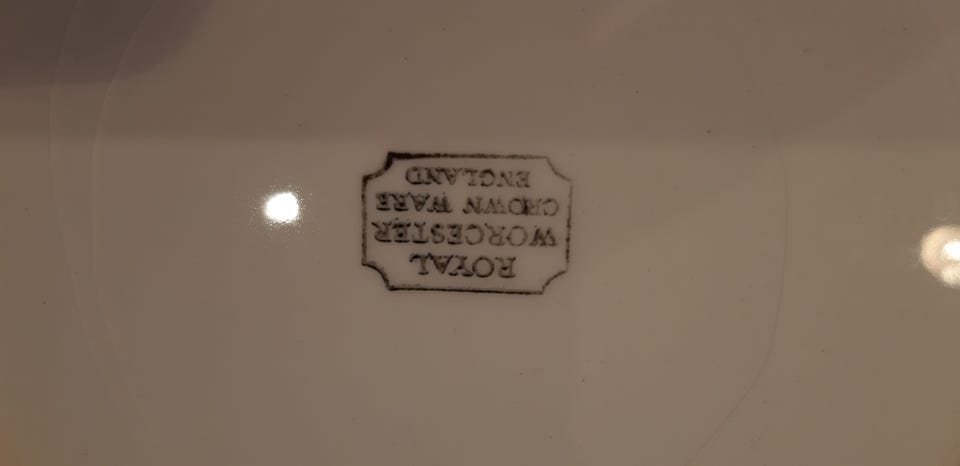 ROYAL
WORCESTER
CROWN WARE
ENGLAND